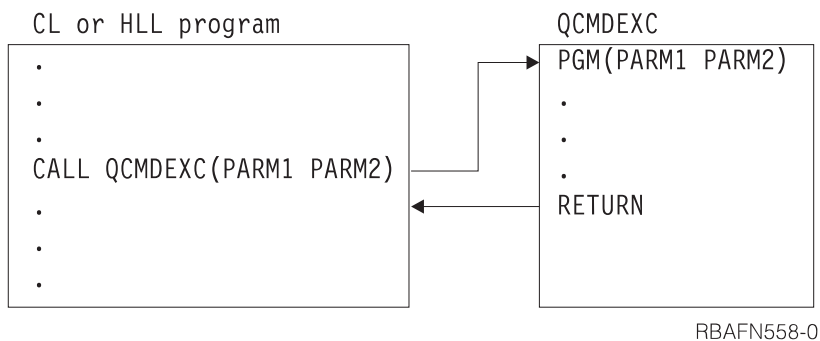 CL or HLL program
.
.
.
CALL QCMDEXC(PARM1 PARM2)
.
.
.
QCMDEXC
PGM(PARM1 PARM2)
.
.
.
RETURN
RBAFN558-0